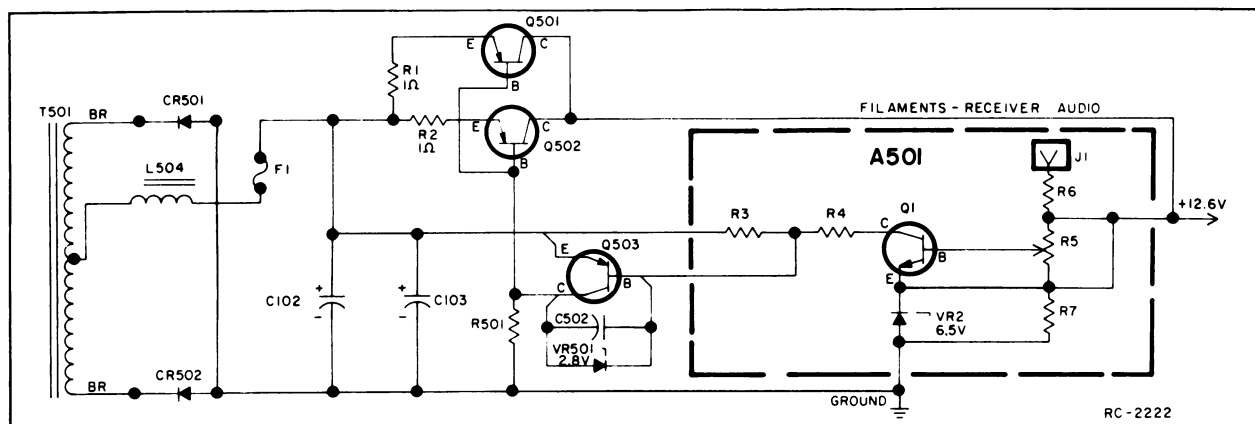 Q501
E
C
B
R1
1Ω
T501
BR
CR501
FILAMENTS - RECEIVER AUDIO
R2
1Ω
E
C
Q502
B
A501
J1
L504
F1
R6
+12.6V
R3
R4
Q1
C
B
E
R5
Q503
E
B
C
C102
+
-
+
-
C103
R501
C502
VR501
2.8V
VR2
6.5V
R7
BR
CR502
GROUND
RC-2222